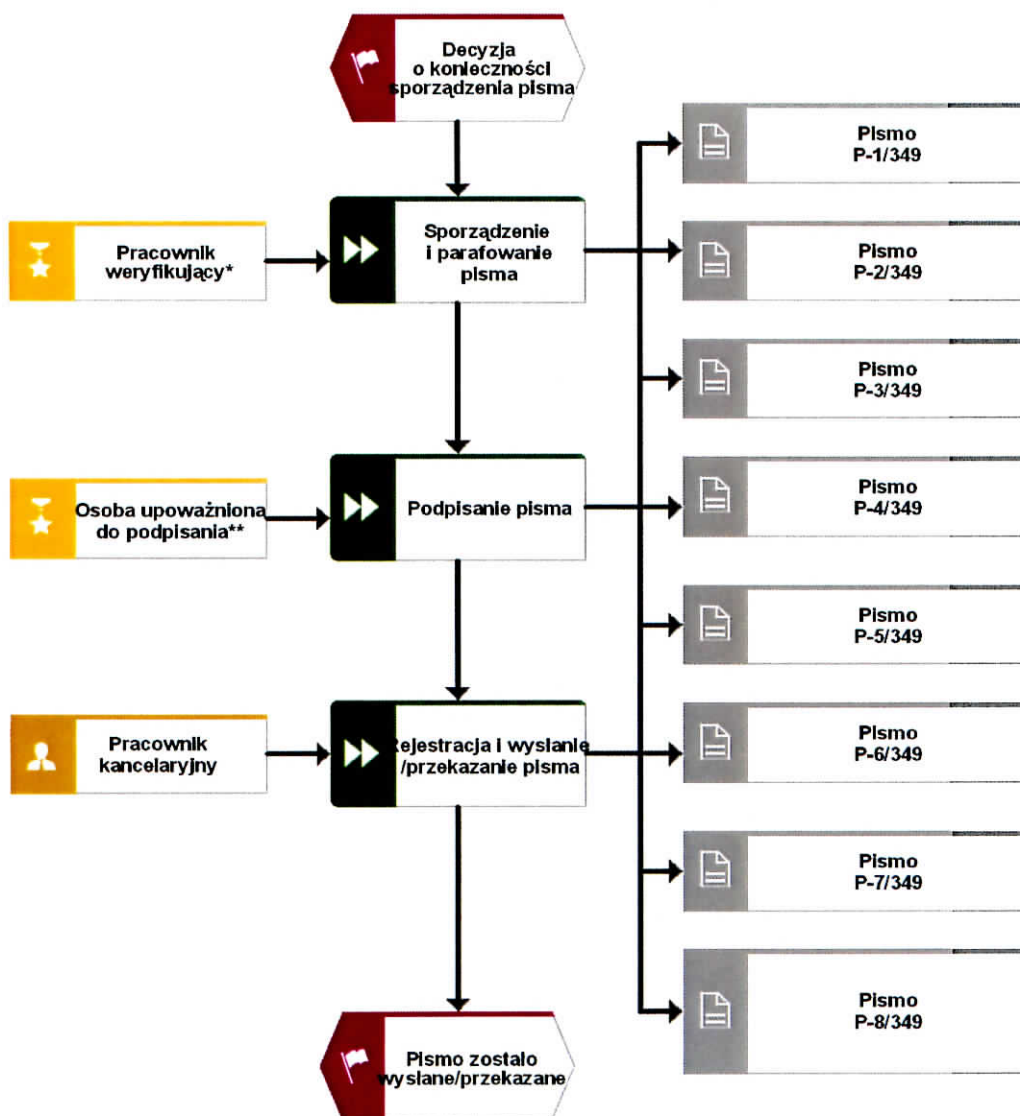 Decyzja
o konieczności
sporządzenia pisma
Pracownik
weryfikujący*
Sporządzenie
i parafowanie
pisma
Osoba upoważniona
do podpisania**
Podpisanie pisma
Pracownik
kancelaryjny
Rejestracja i wysłanie
/przekazanie pisma
Pismo zostało
wysłane/przekazane
Pismo
P-1/349
Pismo
P-2/349
Pismo
P-3/349
Pismo
P-4/349
Pismo
P-5/349
Pismo
P-6/349
Pismo
P-7/349
Pismo
P-8/349